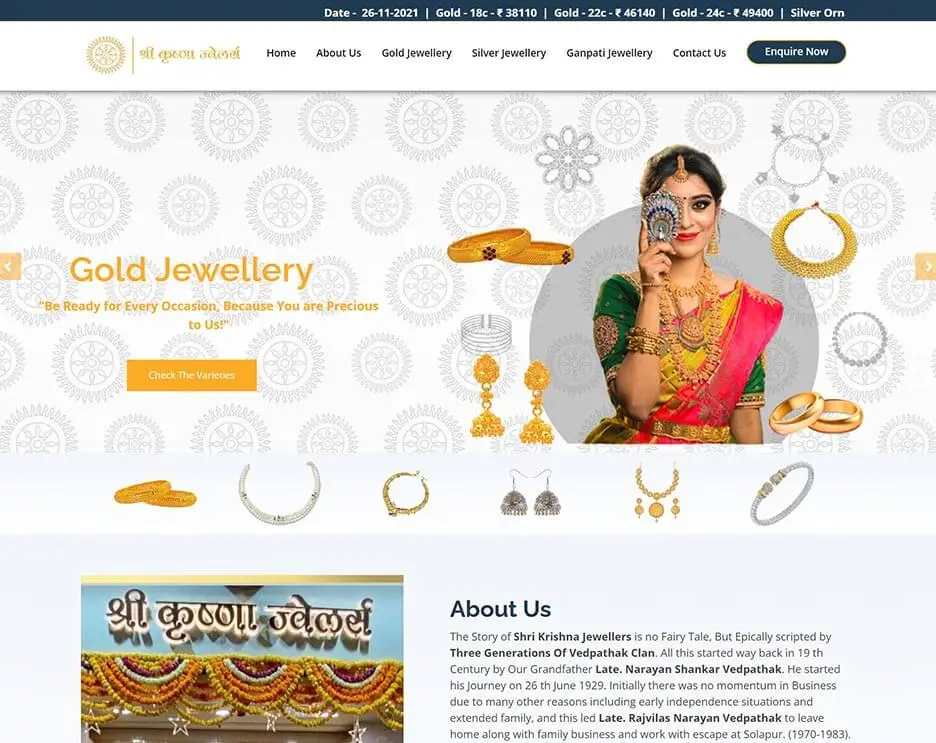 Date - 26-11-2021 | Gold - 18c - ₹ 38110 | Gold - 22c - ₹ 46140 | Gold - 24c - ₹ 49400 | Silver Orn
श्री कृष्णा ज्वेलर्स
Home About Us Gold Jewellery Silver Jewellery Ganpati Jewellery Contact Us Enquire Now
Gold Jewellery
"Be Ready for Every Occasion, Because You are Precious
to Us!"
Check The Varieties
श्री कृष्णा ज्वेलर्स
About Us
The Story of Shri Krishna Jewellers is no Fairy Tale, But Epically scripted by
Three Generations Of Vedpathak Clan. All this started way back in 19 th
Century by Our Grandfather Late. Narayan Shankar Vedpathak. He started
his Journey on 26 th June 1929. Initially there was no momentum in Business
due to many other reasons including early independence situations and
extended family, and this led Late. Rajvilas Narayan Vedpathak to leave
home along with family business and work with escape at Solapur. (1970-1983).